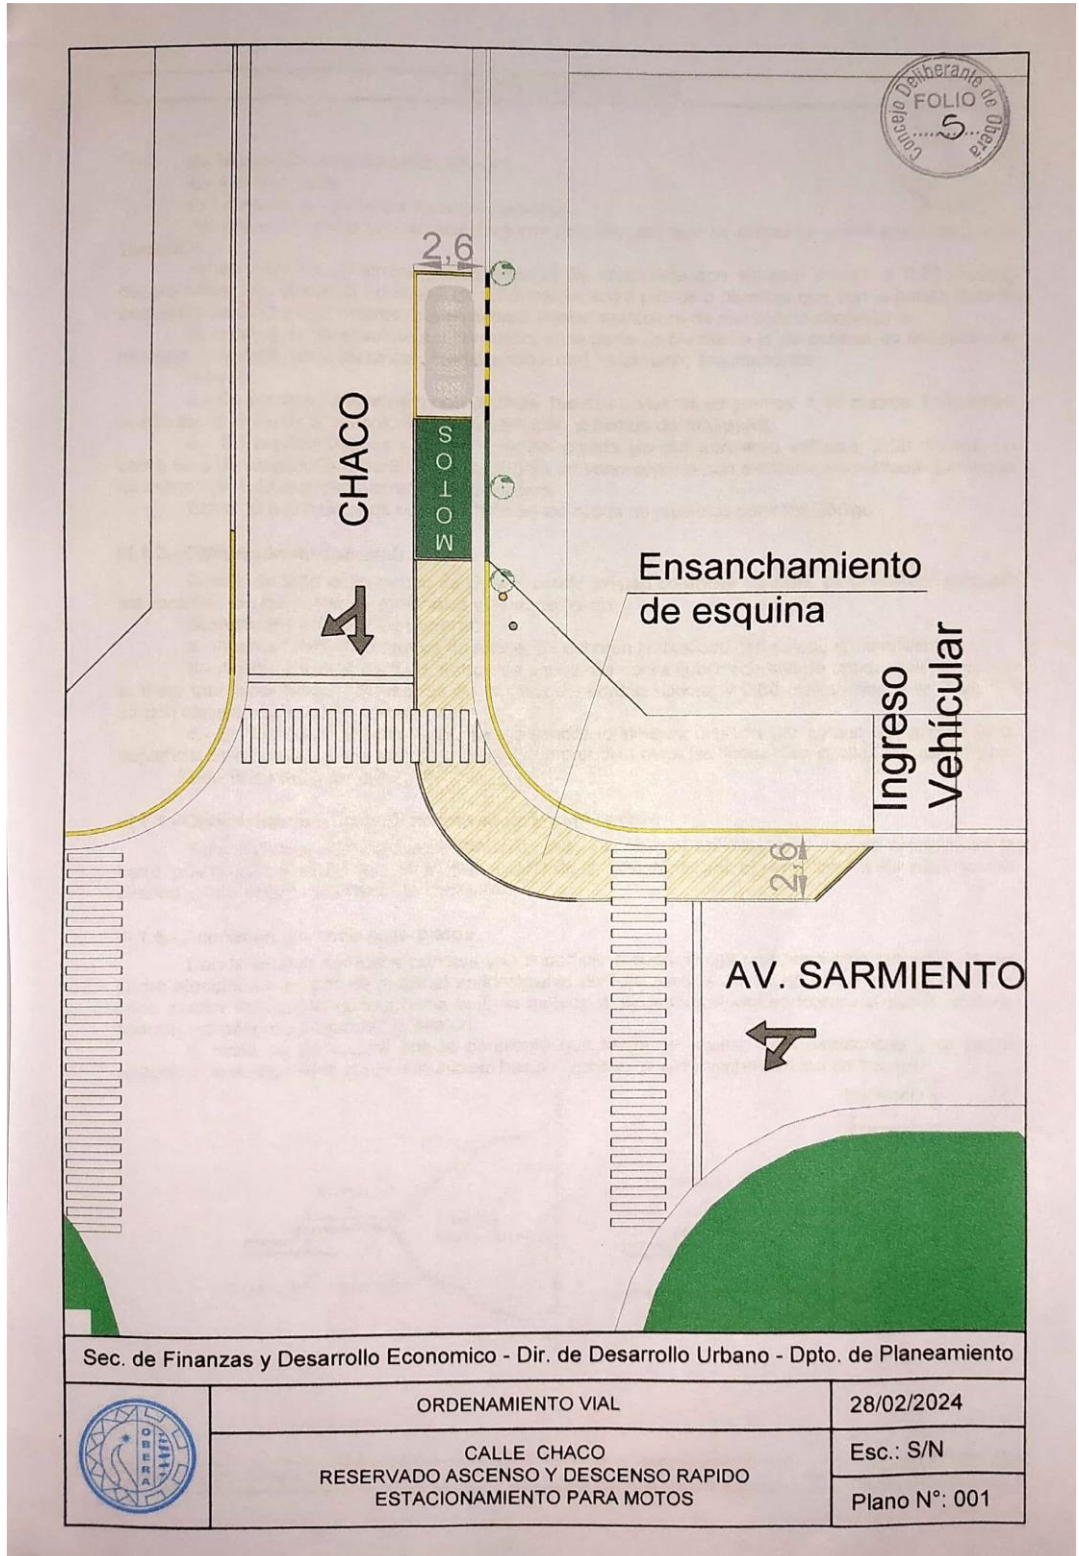 Concejo Deliberante de Oberá
FOLIO
5
2,6
CHACO
MOTOS
Ensanchamiento
de esquina
Ingreso
Vehícular
2,6
AV. SARMIENTO
Sec. de Finanzas y Desarrollo Economico - Dir. de Desarrollo Urbano - Dpto. de Planeamiento
OBERA
ORDENAMIENTO VIAL
28/02/2024
CALLE CHACO
RESERVADO ASCENSO Y DESCENSO RAPIDO
ESTACIONAMIENTO PARA MOTOS
Esc.: S/N
Plano N°: 001